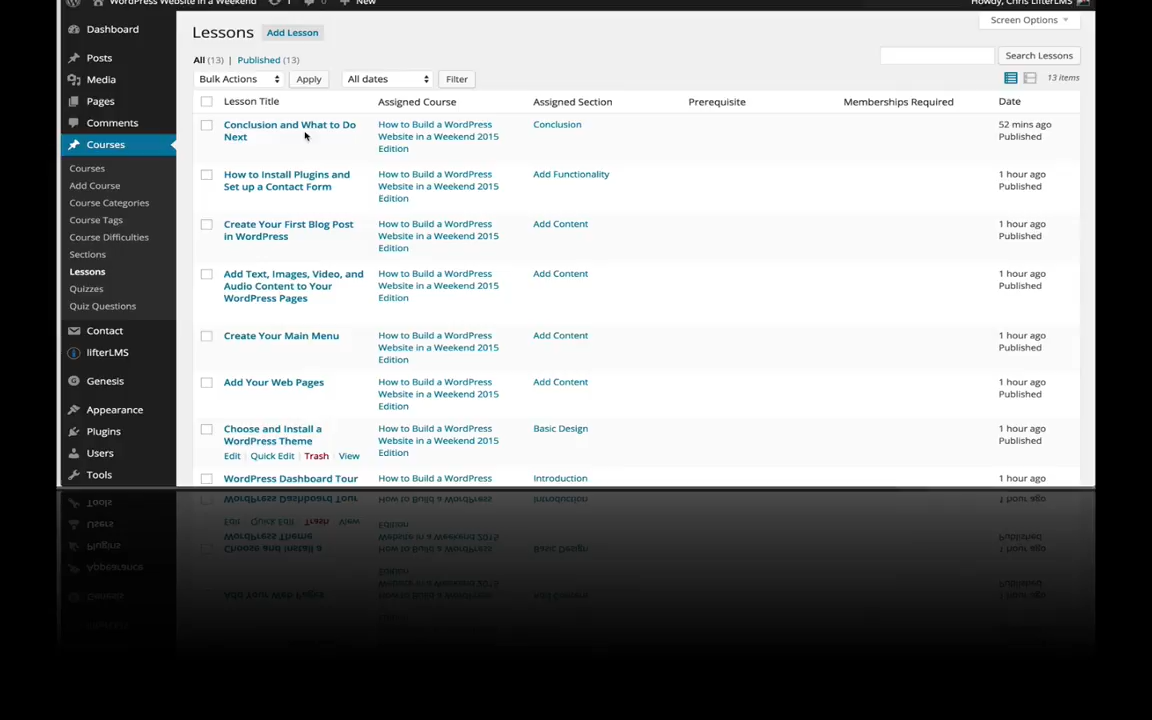 WordPress Website in a Weekend 1 0 New Howdy, Chris LifterLMS
Screen Options
Lessons Add Lesson
All (13) | Published (13)
Search Lessons
Bulk Actions Apply All dates Filter
13 items
Lesson Title Assigned Course Assigned Section Prerequisite Memberships Required Date
Conclusion and What to Do
Next
How to Build a WordPress
Website in a Weekend 2015
Edition
Conclusion
52 mins ago
Published
How to Install Plugins and
Set up a Contact Form
How to Build a WordPress
Website in a Weekend 2015
Edition
Add Functionality
1 hour ago
Published
Create Your First Blog Post
in WordPress
How to Build a WordPress
Website in a Weekend 2015
Edition
Add Content
1 hour ago
Published
Add Text, Images, Video, and
Audio Content to Your
WordPress Pages
How to Build a WordPress
Website in a Weekend 2015
Edition
Add Content
1 hour ago
Published
Create Your Main Menu
How to Build a WordPress
Website in a Weekend 2015
Edition
Add Content
1 hour ago
Published
Add Your Web Pages
How to Build a WordPress
Website in a Weekend 2015
Edition
Add Content
1 hour ago
Published
Choose and Install a
WordPress Theme
Edit | Quick Edit | Trash | View
How to Build a WordPress
Website in a Weekend 2015
Edition
Basic Design
1 hour ago
Published
WordPress Dashboard Tour
How to Build a WordPress
Introduction
1 hour ago
Dashboard
Posts
Media
Pages
Comments
Courses
Courses
Add Course
Course Categories
Course Tags
Course Difficulties
Sections
Lessons
Quizzes
Quiz Questions
Contact
lifterLMS
Genesis
Appearance
Plugins
Users
Tools